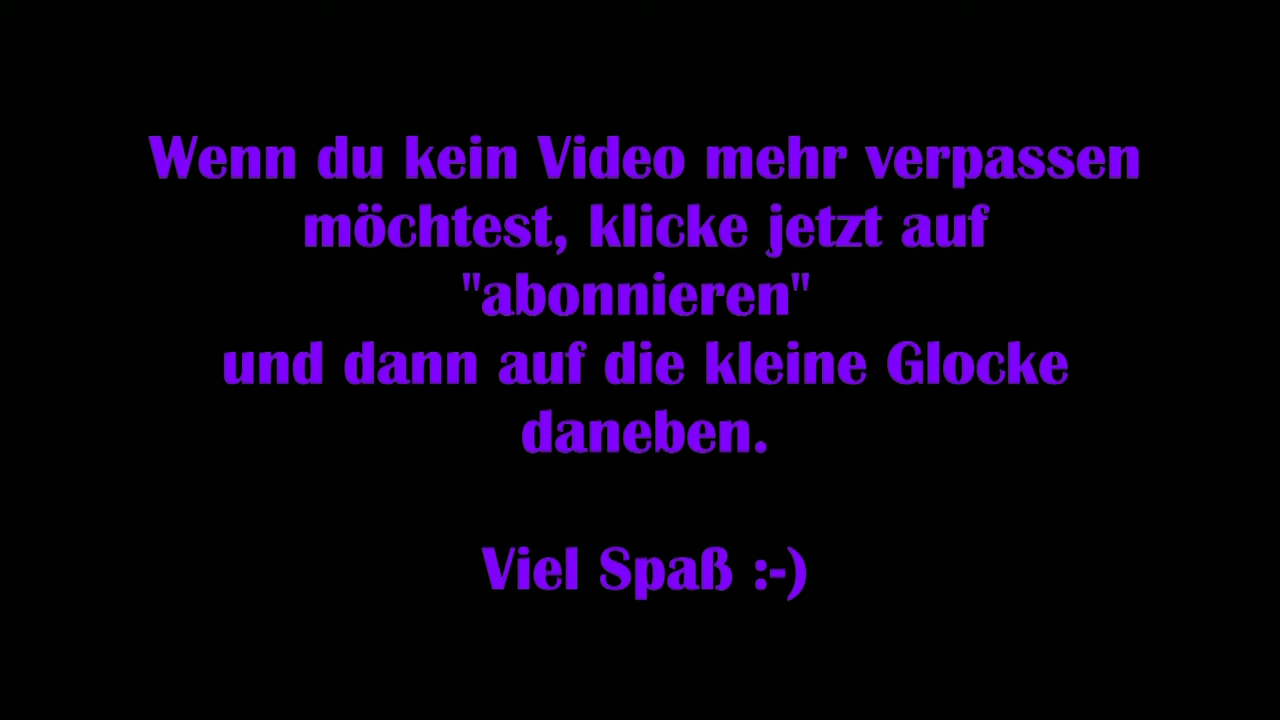 Wenn du kein Video mehr verpassen
möchtest, klicke jetzt auf
"abonnieren"
und dann auf die kleine Glocke
daneben.
Viel Spaß :-)